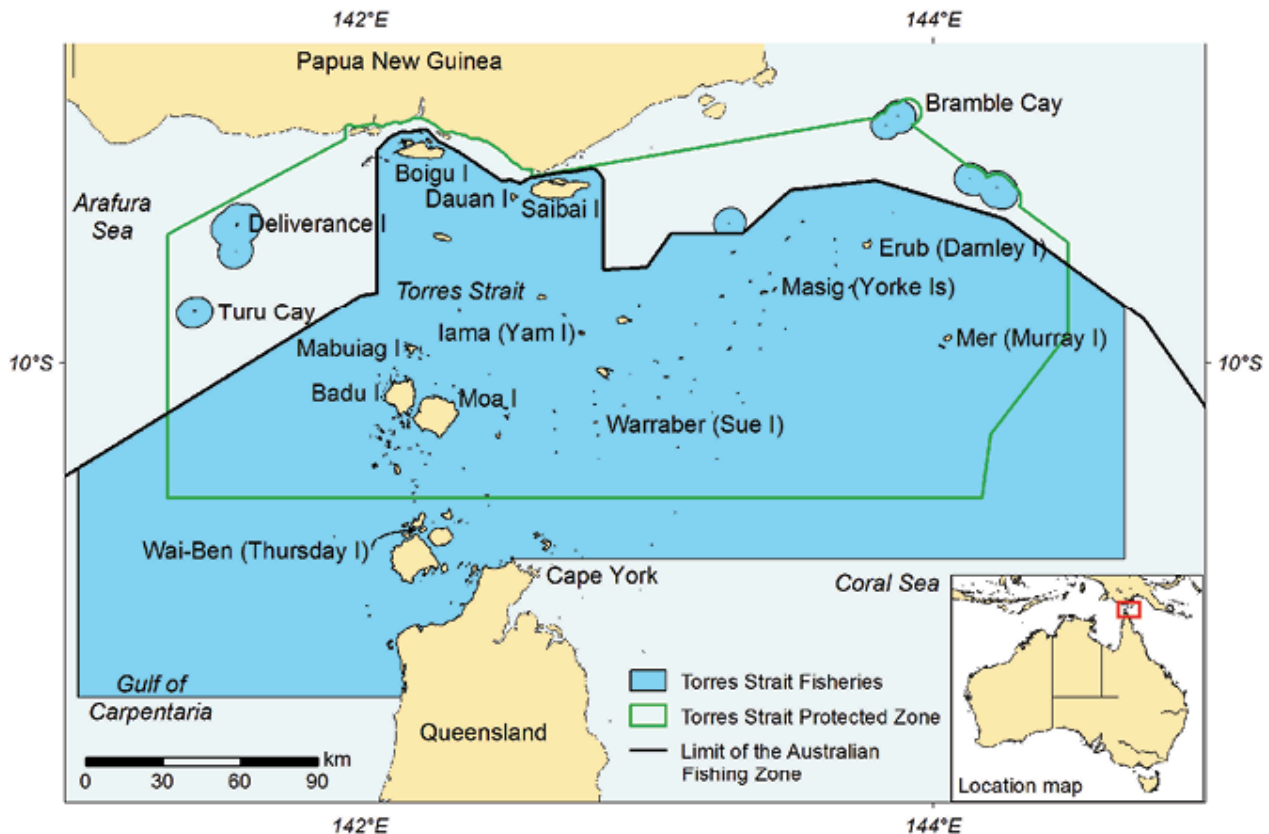 142°E
144°E
Papua New Guinea
Bramble Cay
Boigu I
Dauan I
Saibai I
Arafura
Sea
Deliverance I
Erub (Darnley I)
Torres Strait
Masig (Yorke Is)
Turu Cay
Iama (Yam I)
Mer (Murray I)
Mabuiag I
10°S
10°S
Badu I
Moa I
Warraber (Sue I)
Wai-Ben (Thursday I)
Cape York
Coral Sea
Gulf of
Carpentaria
Queensland
Torres Strait Fisheries
Torres Strait Protected Zone
Limit of the Australian
Fishing Zone
km
0 30 60 90
Location map
142°E
144°E